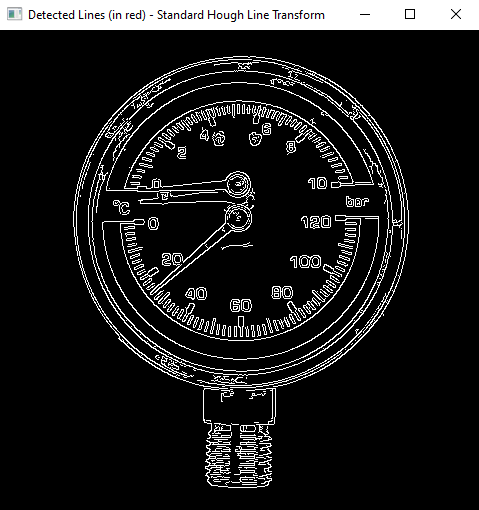 Detected Lines (in red) - Standard Hough Line Transform
0 2 4 6 8 10
bar
°C
0 20 40 60 80 100 120